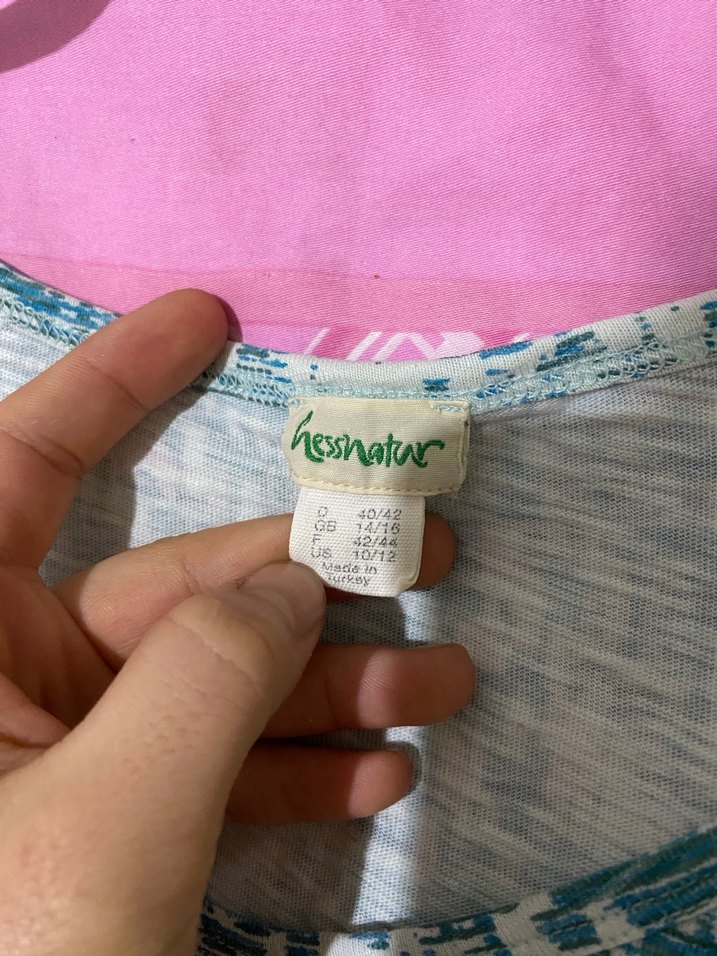 hessnatur
D 40/42
GB 14/16
F 42/44
US 10/12
Made in
Turkey